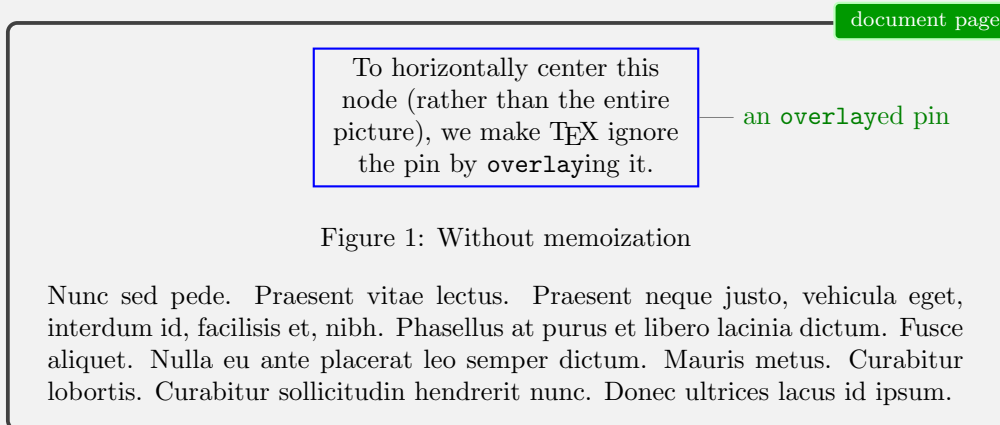 document page
To horizontally center this
node (rather than the entire
picture), we make TEX ignore
the pin by overlaying it.
an overlayed pin
Figure 1: Without memoization
Nunc sed pede. Praesent vitae lectus. Praesent neque justo, vehicula eget,
interdum id, facilisis et, nibh. Phasellus at purus et libero lacinia dictum. Fusce
aliquet. Nulla eu ante placerat leo semper dictum. Mauris metus. Curabitur
lobortis. Curabitur sollicitudin hendrerit nunc. Donec ultrices lacus id ipsum.